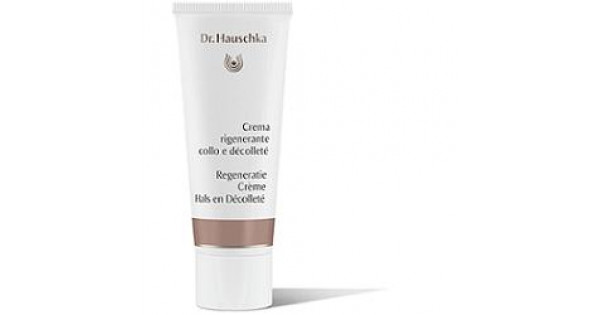 Dr. Hauschka
Crema
rigenerante
collo e décolleté
Regeneratie
Crème
Hals en Décolleté